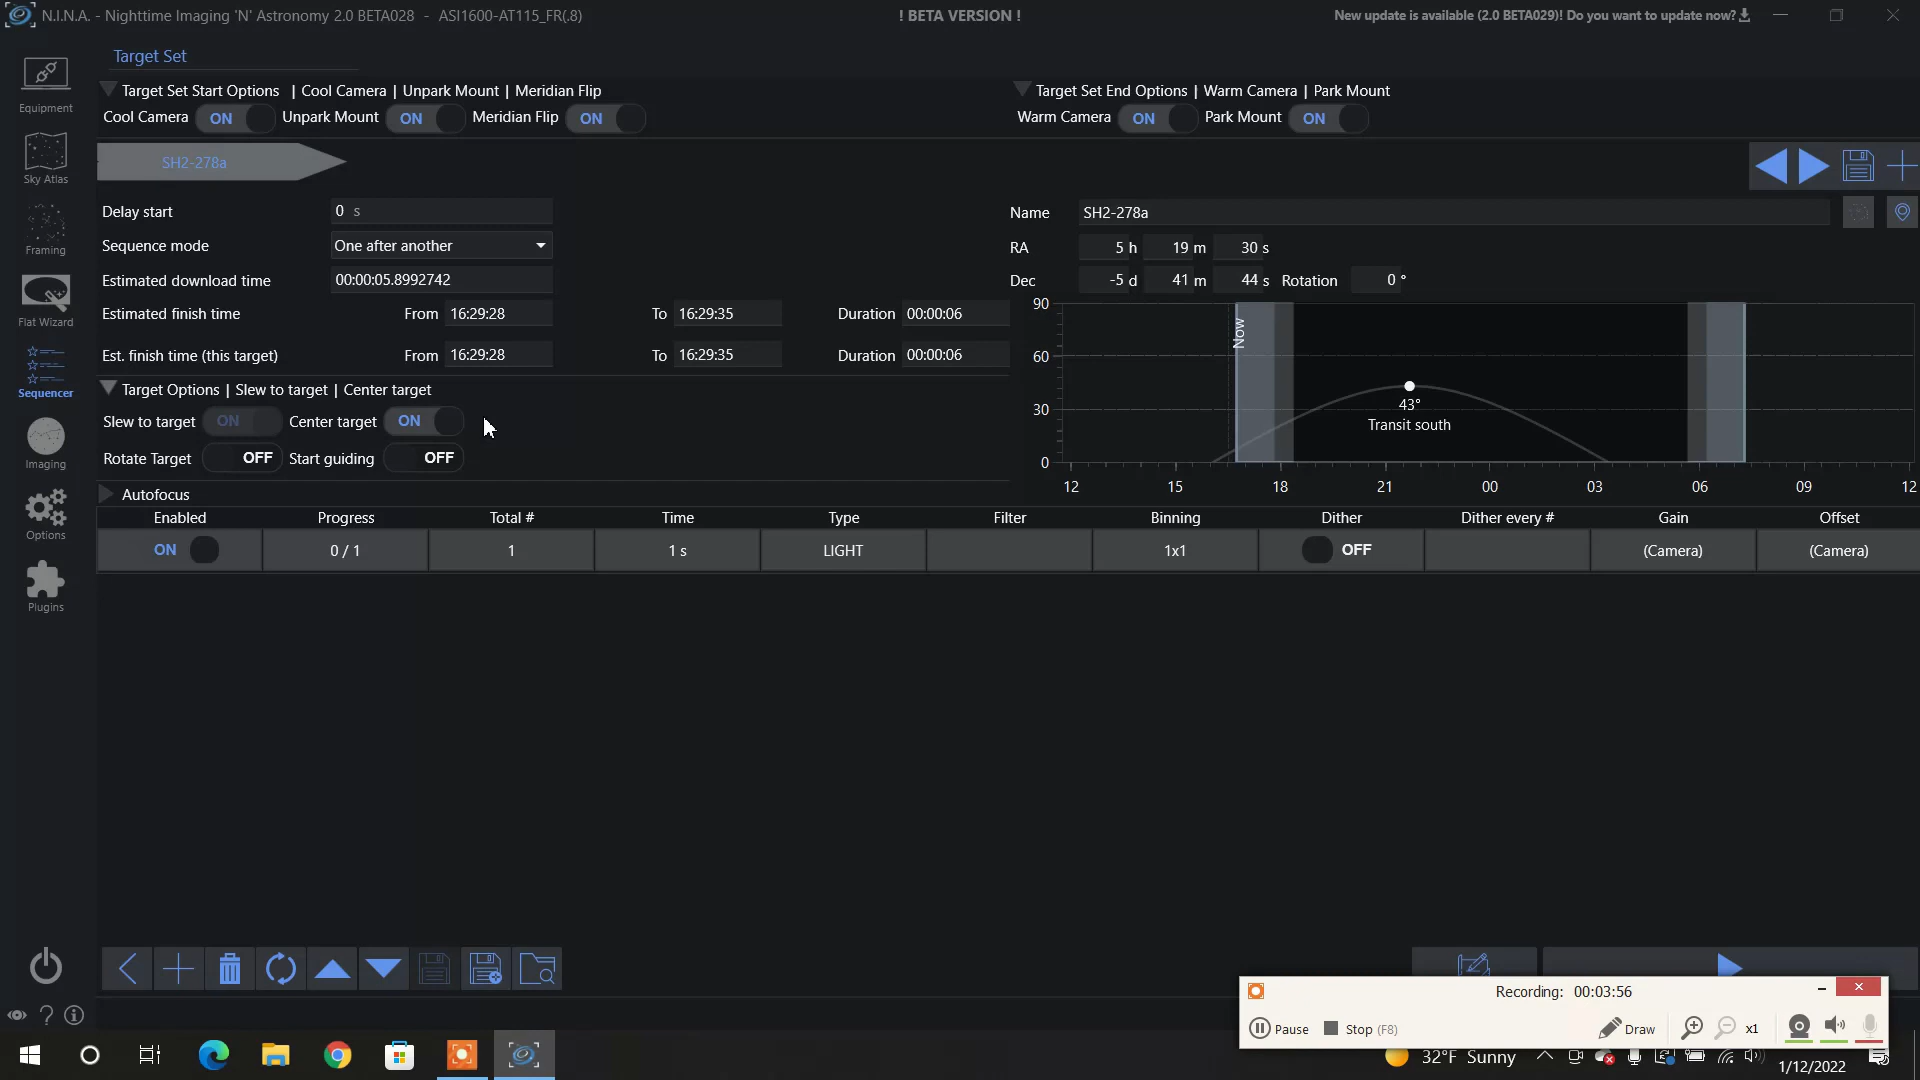 N.I.N.A. - Nighttime Imaging 'N' Astronomy 2.0 BETA028 - ASI1600-AT115_FR(.8)
! BETA VERSION !
New update is available (2.0 BETA029)! Do you want to update now?
Target Set
Equipment
Sky Atlas
Framing
Flat Wizard
Sequencer
Imaging
Options
Plugins
Target Set Start Options | Cool Camera | Unpark Mount | Meridian Flip
Target Set End Options | Warm Camera | Park Mount
Cool Camera ON Unpark Mount ON Meridian Flip ON
Warm Camera ON Park Mount ON
SH2-278a
Delay start 0 s
Sequence mode One after another
Estimated download time 00:00:05.8992742
Estimated finish time From 16:29:28 To 16:29:35 Duration 00:00:06
Est. finish time (this target) From 16:29:28 To 16:29:35 Duration 00:00:06
Name SH2-278a
RA 5 h 19 m 30 s
Dec -5 d 41 m 44 s Rotation 0 °
90
60
30
0
Now
43°
Transit south
12 15 18 21 00 03 06 09 12
Target Options | Slew to target | Center target
Slew to target ON Center target ON
Rotate Target OFF Start guiding OFF
Autofocus
Enabled Progress Total # Time Type Filter Binning Dither Dither every # Gain Offset
ON 0 / 1 1 1 s LIGHT 1x1 OFF (Camera) (Camera)
Recording: 00:03:56
Pause Stop (F8) Draw x1
32°F Sunny
1/12/2022